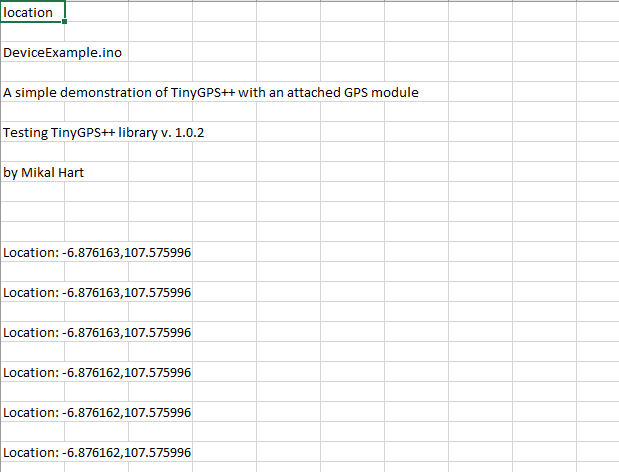 location
DeviceExample.ino
A simple demonstration of TinyGPS++ with an attached GPS module
Testing TinyGPS++ library v. 1.0.2
by Mikal Hart
Location: -6.876163,107.575996
Location: -6.876163,107.575996
Location: -6.876163,107.575996
Location: -6.876162,107.575996
Location: -6.876162,107.575996
Location: -6.876162,107.575996